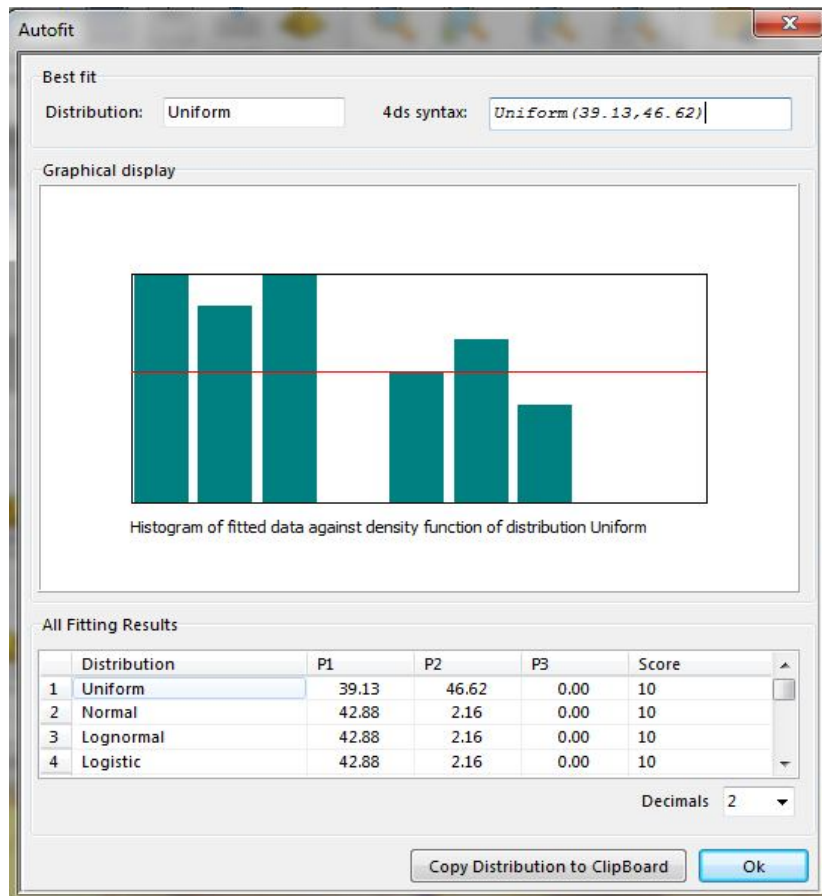 Autofit
Best fit
Distribution: Uniform 4ds syntax: Uniform(39.13,46.62)
Graphical display
Histogram of fitted data against density function of distribution Uniform
All Fitting Results
Distribution P1 P2 P3 Score
1 Uniform 39.13 46.62 0.00 10
2 Normal 42.88 2.16 0.00 10
3 Lognormal 42.88 2.16 0.00 10
4 Logistic 42.88 2.16 0.00 10
Decimals 2
Copy Distribution to ClipBoard Ok